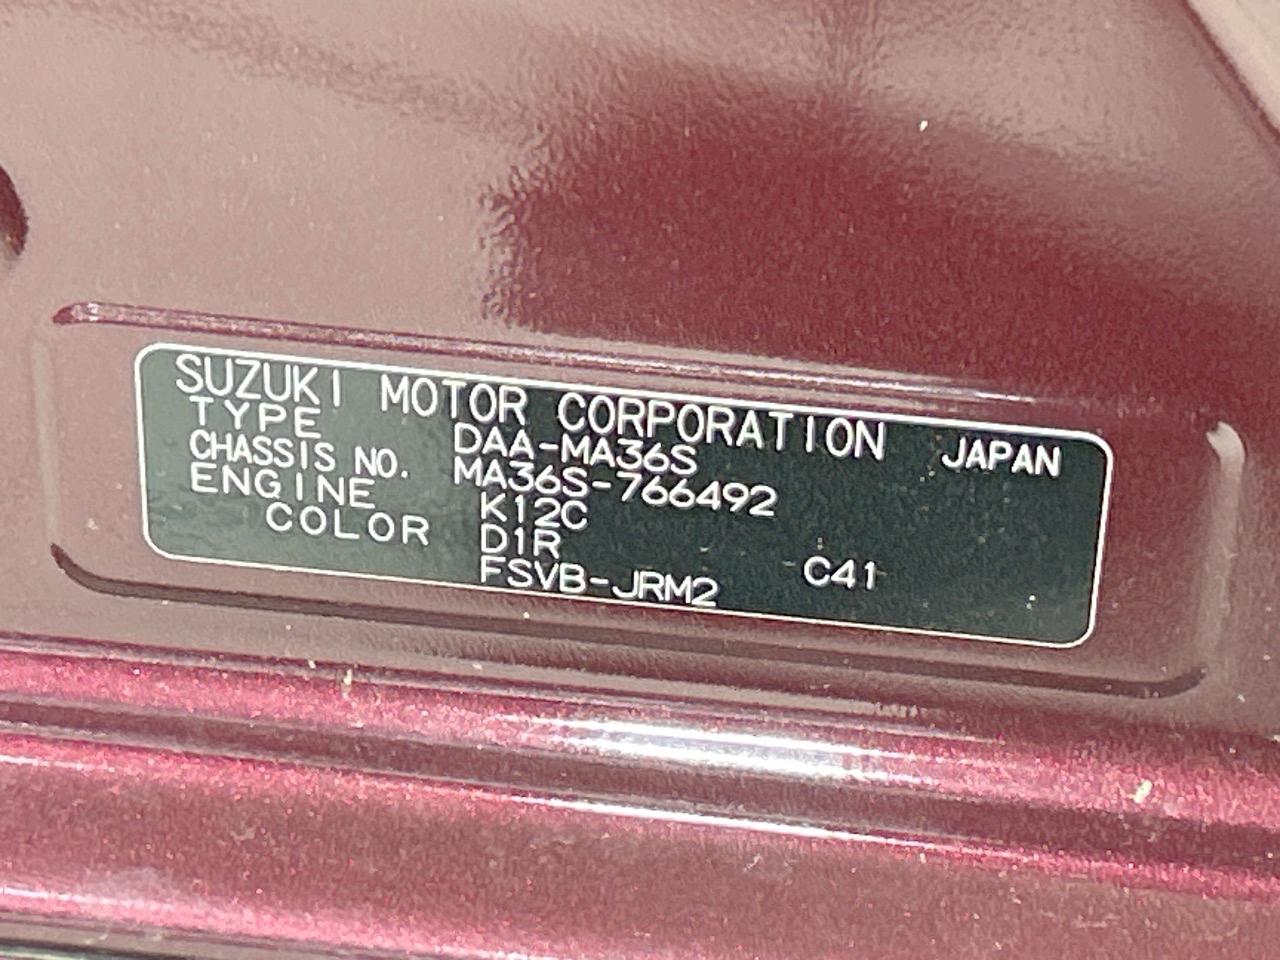 SUZUKI MOTOR CORPORATION JAPAN
TYPE DAA-MA36S
CHASSIS NO. MA36S-766492
ENGINE K12C
COLOR D1R
FSVB-JRM2 C41